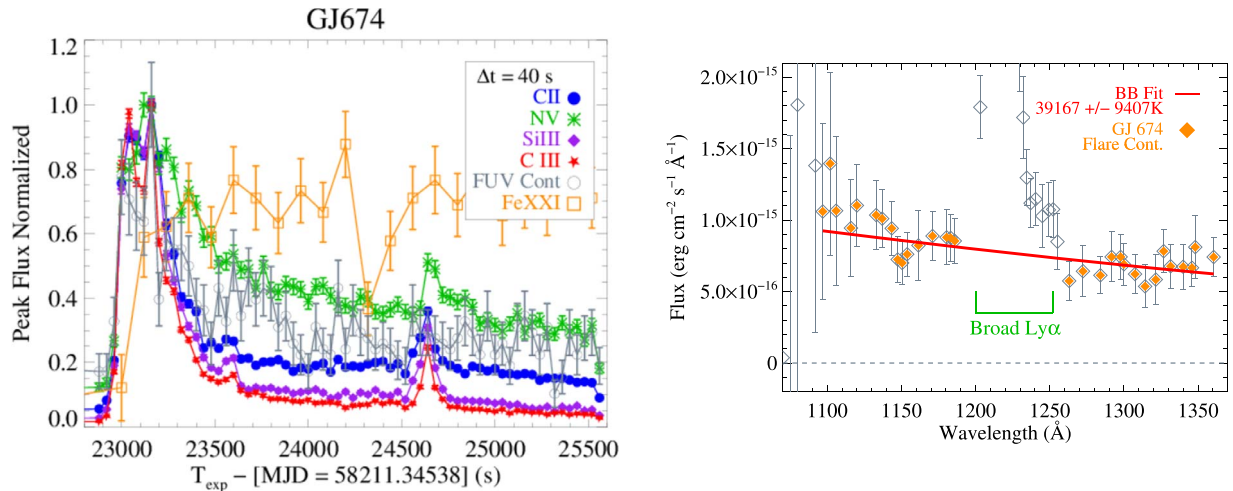 GJ674
Peak Flux Normalized
1.2
1.0
0.8
0.6
0.4
0.2
0.0
Δt = 40 s
CII
NV
SiIII
C III
FUV Cont
FeXXI
23000
23500
24000
24500
25000
25500
T_exp − [MJD = 58211.34538] (s)
Flux (erg cm⁻² s⁻¹ Å⁻¹)
2.0×10⁻¹⁵
1.5×10⁻¹⁵
1.0×10⁻¹⁵
5.0×10⁻¹⁶
0
BB Fit
39167 +/− 9407K
GJ 674
Flare Cont.
Broad Lyα
1100
1150
1200
1250
1300
1350
Wavelength (Å)